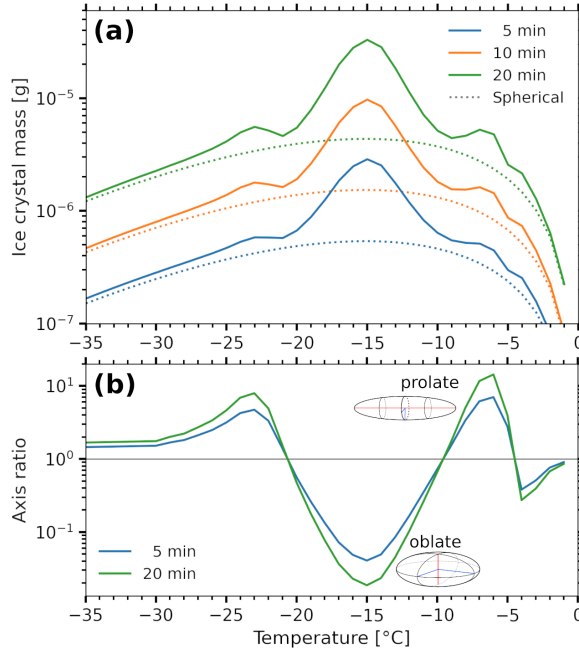 (a)
5 min
10 min
20 min
Spherical
Ice crystal mass [g]
10⁻⁵
10⁻⁶
10⁻⁷
−35 −30 −25 −20 −15 −10 −5 0
(b)
prolate
oblate
5 min
20 min
Axis ratio
10¹
10⁰
10⁻¹
−35 −30 −25 −20 −15 −10 −5 0
Temperature [°C]